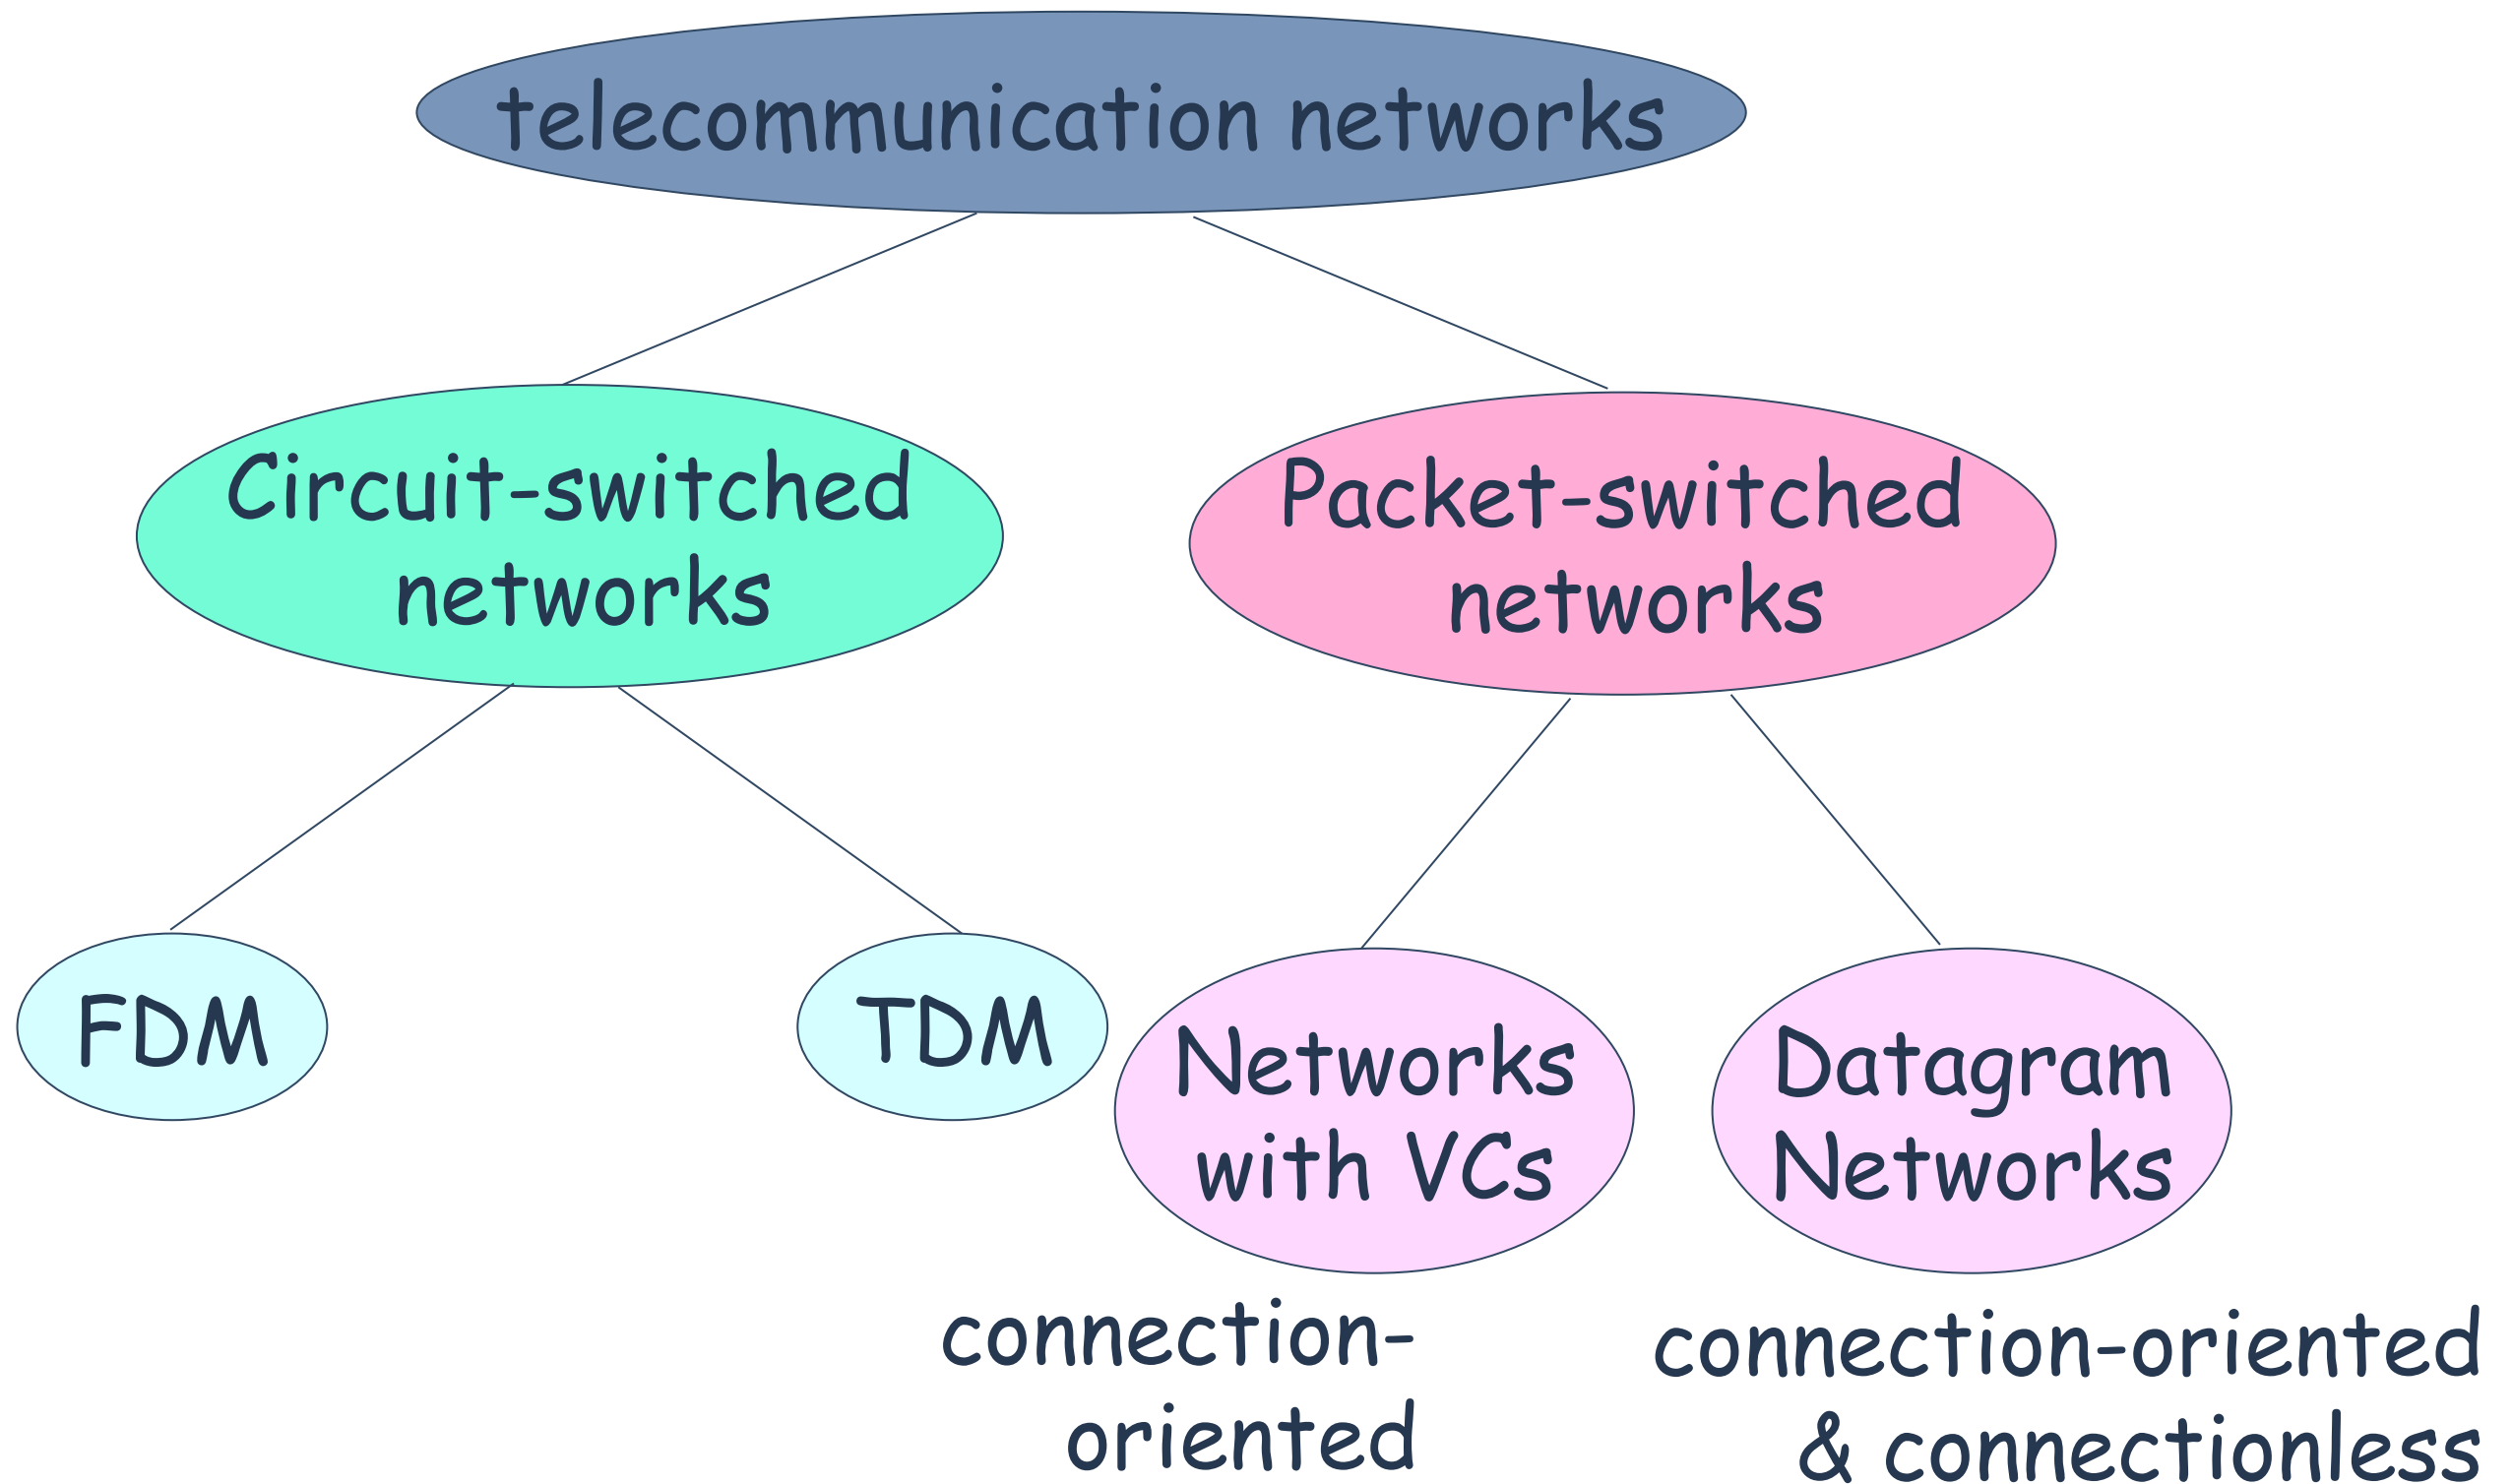 telecommunication networks
Circuit-switched
networks
Packet-switched
networks
FDM
TDM
Networks
with VCs
Datagram
Networks
connection-
oriented
connection-oriented
& connectionless